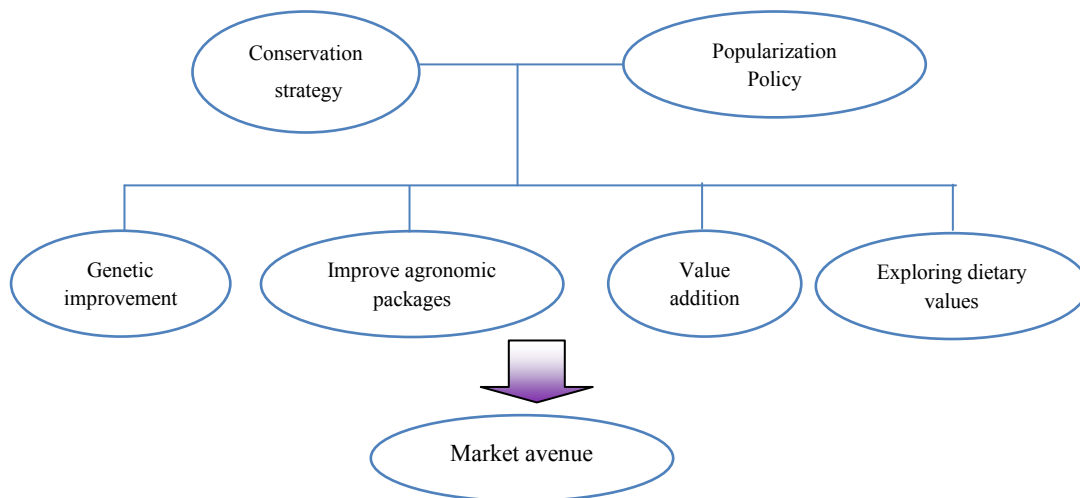 Conservation
strategy
Popularization
Policy
Genetic
improvement
Improve agronomic
packages
Value
addition
Exploring dietary
values
Market avenue